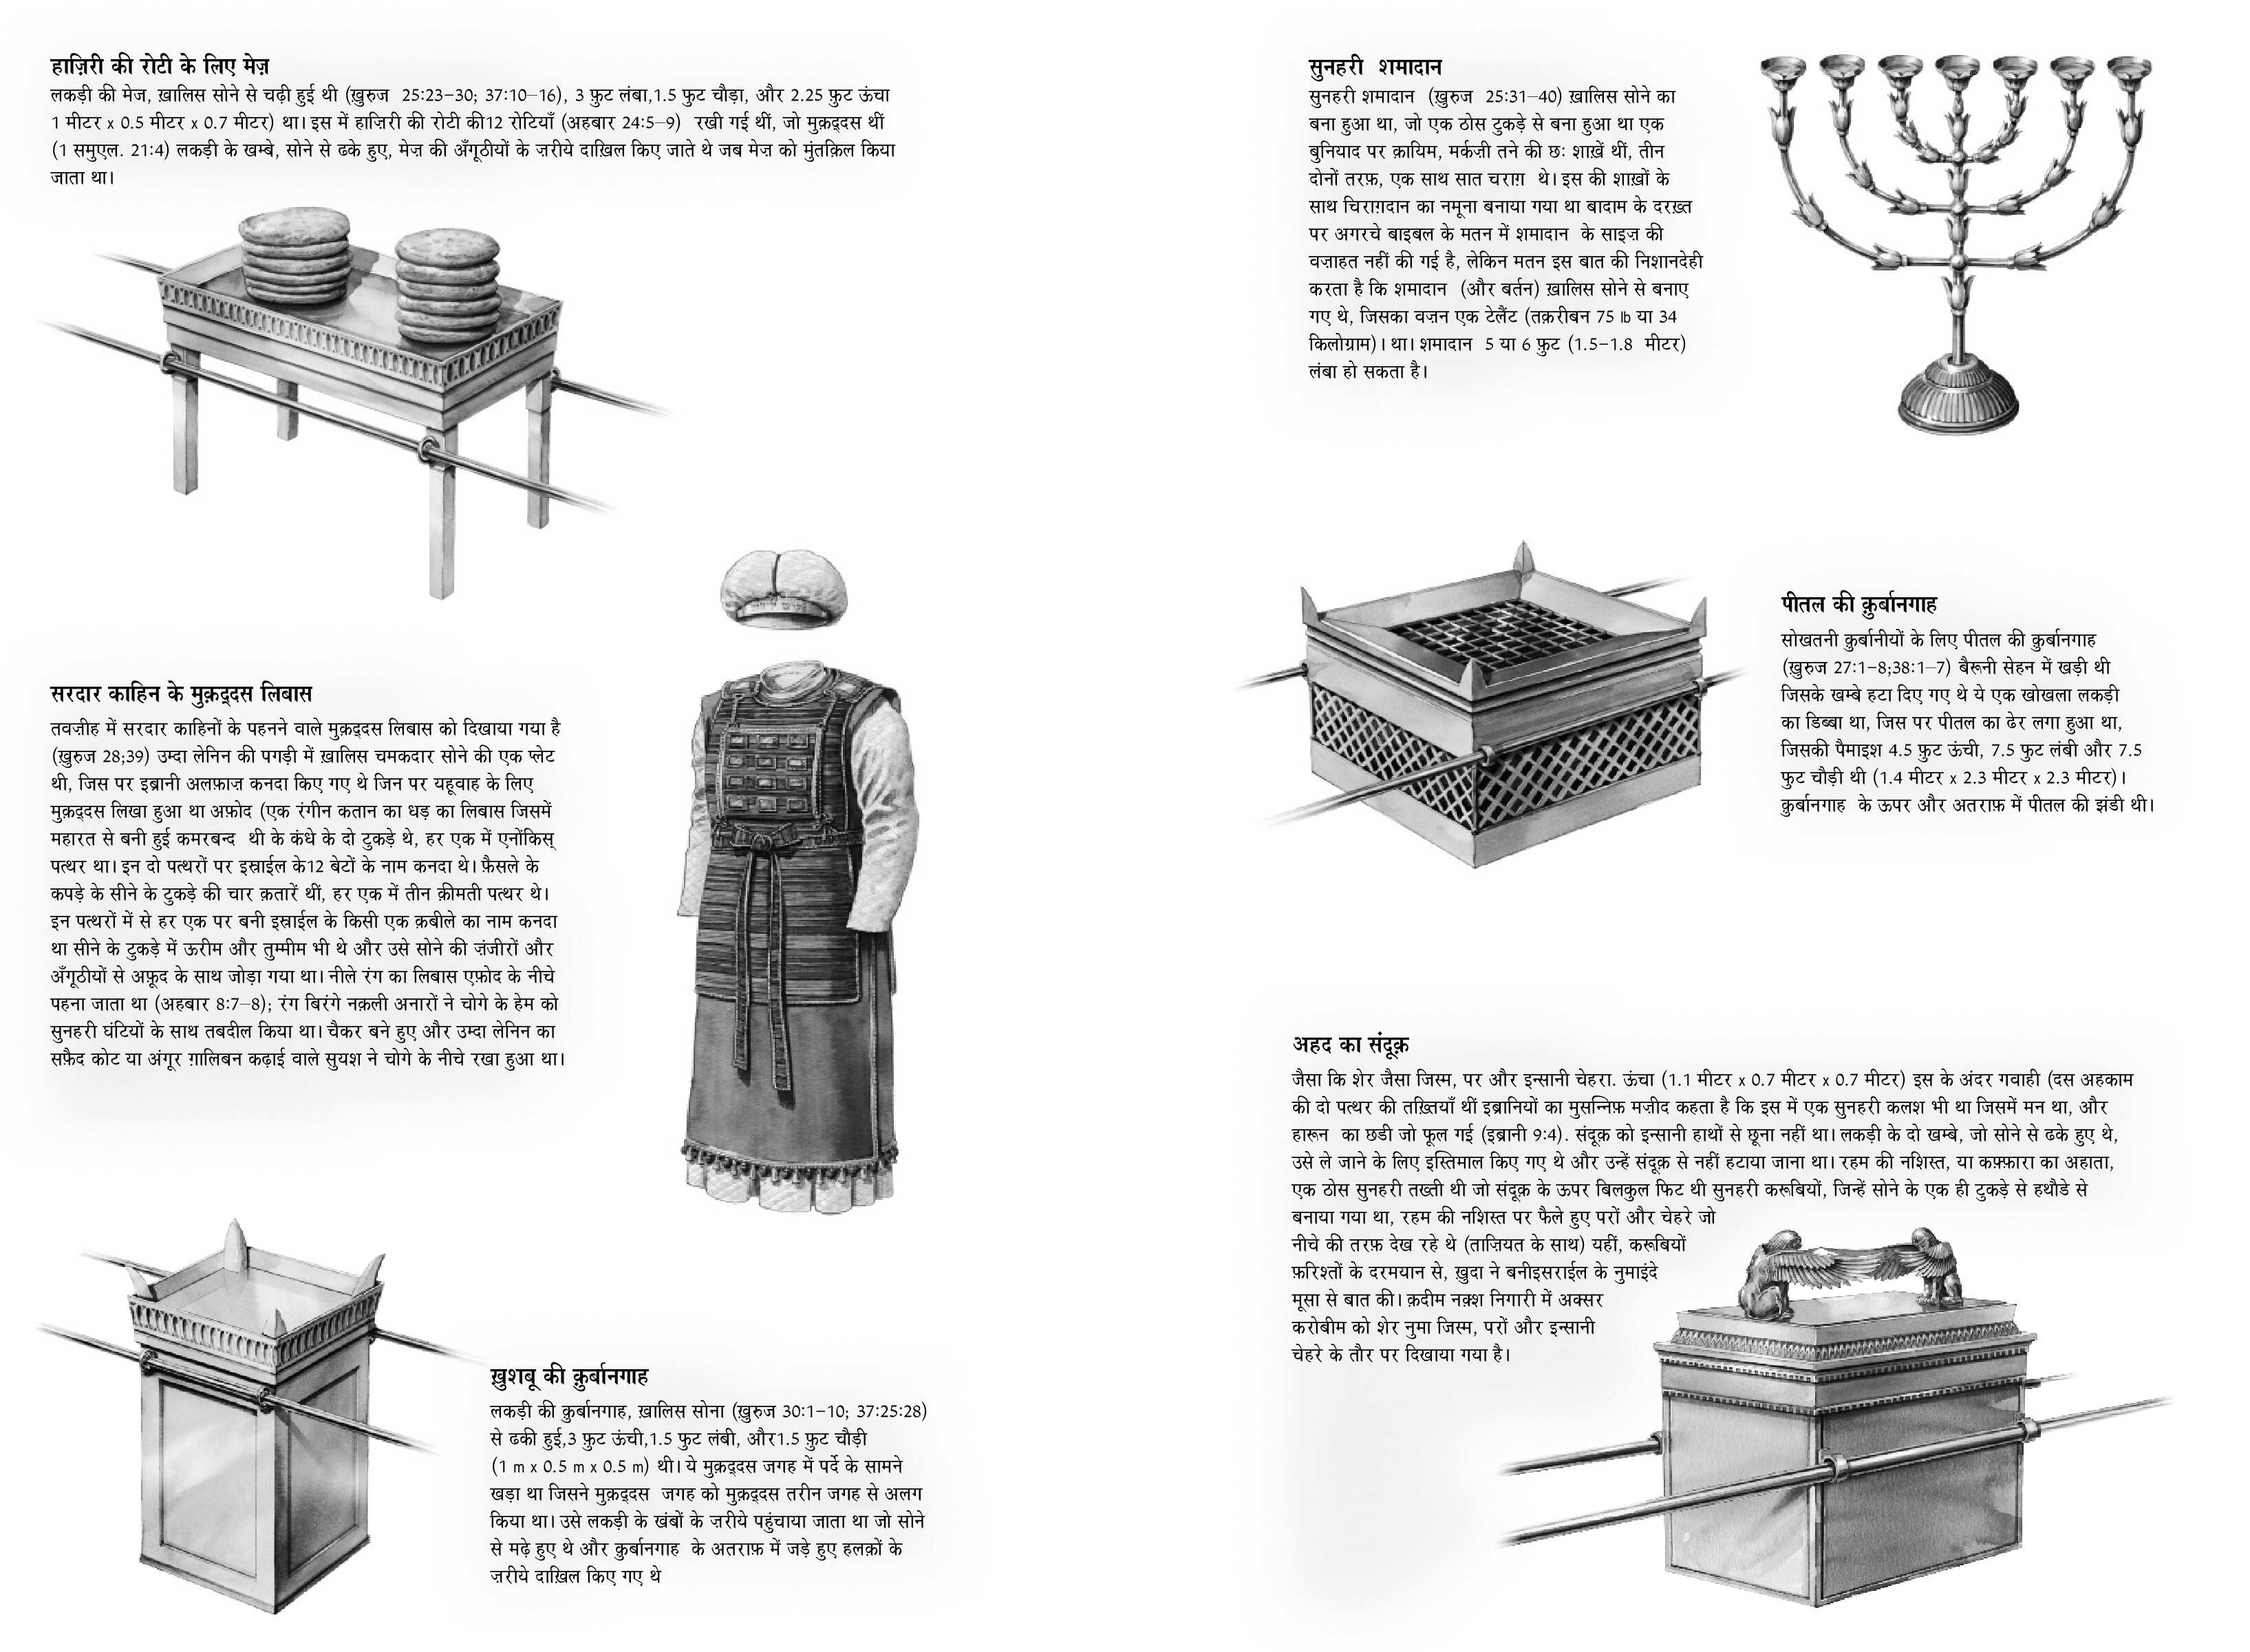 हाज़िरी की रोटी के लिए मेज़
लकड़ी की मेज, ख़ालिस सोने से चढ़ी हुई थी (ख़ुरुज 25:23–30; 37:10–16), 3 फ़ुट लंबा,1.5 फुट चौड़ा, और 2.25 फ़ुट ऊंचा
1 मीटर x 0.5 मीटर x 0.7 मीटर) था। इस में हाज़िरी की रोटी की12 रोटियाँ (अहबार 24:5–9) रखी गई थीं, जो मुक़द्दस थीं
(1 समुएल. 21:4) लकड़ी के खम्बे, सोने से ढके हुए, मेज़ की अँगूठीयों के ज़रीये दाख़िल किए जाते थे जब मेज़ को मुंतक़िल किया
जाता था।
सरदार काहिन के मुक़द्दस लिबास
तवज़ीह में सरदार काहिनों के पहनने वाले मुक़द्दस लिबास को दिखाया गया है
(ख़ुरुज 28;39) उम्दा लेनिन की पगड़ी में ख़ालिस चमकदार सोने की एक प्लेट
थी, जिस पर इब्रानी अलफ़ाज़ कनदा किए गए थे जिन पर यहूवाह के लिए
मुक़द्दस लिखा हुआ था अफ़ोद (एक रंगीन कतान का धड़ का लिबास जिसमें
महारत से बनी हुई कमरबन्द थी के कंधे के दो टुकड़े थे, हर एक में एनोंकिस्
पत्थर था। इन दो पत्थरों पर इस्राईल के12 बेटों के नाम कनदा थे। फ़ैसले के
कपड़े के सीने के टुकड़े की चार क़तारें थीं, हर एक में तीन क़ीमती पत्थर थे।
इन पत्थरों में से हर एक पर बनी इस्राईल के किसी एक क़बीले का नाम कनदा
था सीने के टुकड़े में ऊरीम और तुम्मीम भी थे और उसे सोने की ज़ंजीरों और
अँगूठीयों से अफ़ूद के साथ जोड़ा गया था। नीले रंग का लिबास एफ़ोद के नीचे
पहना जाता था (अहबार 8:7–8); रंग बिरंगे नक़ली अनारों ने चोगे के हेम को
सुनहरी घंटियों के साथ तबदील किया था। चैकर बने हुए और उम्दा लेनिन का
सफ़ैद कोट या अंगूर ग़ालिबन कढ़ाई वाले सुयश ने चोगे के नीचे रखा हुआ था।
ख़ुशबू की क़ुर्बानगाह
लकड़ी की क़ुर्बानगाह, ख़ालिस सोना (ख़ुरुज 30:1–10; 37:25:28)
से ढकी हुई,3 फ़ुट ऊंची,1.5 फुट लंबी, और1.5 फ़ुट चौड़ी
(1 m x 0.5 m x 0.5 m) थी। ये मुक़द्दस जगह में पर्दे के सामने
खड़ा था जिसने मुक़द्दस जगह को मुक़द्दस तरीन जगह से अलग
किया था। उसे लकड़ी के खंबों के ज़रीये पहुंचाया जाता था जो सोने
से मढ़े हुए थे और क़ुर्बानगाह के अतराफ़ में जड़े हुए हलक़ों के
ज़रीये दाख़िल किए गए थे
सुनहरी शमादान
सुनहरी शमादान (ख़ुरुज 25:31–40) ख़ालिस सोने का
बना हुआ था, जो एक ठोस टुकड़े से बना हुआ था एक
बुनियाद पर क़ायिम, मर्कज़ी तने की छः शाख़ें थीं, तीन
दोनों तरफ़, एक साथ सात चराग़ थे। इस की शाख़ों के
साथ चिराग़दान का नमूना बनाया गया था बादाम के दरख़्त
पर अगरचे बाइबल के मतन में शमादान के साइज़ की
वज़ाहत नहीं की गई है, लेकिन मतन इस बात की निशानदेही
करता है कि शमादान (और बर्तन) ख़ालिस सोने से बनाए
गए थे, जिसका वज़न एक टेलैंट (तक़रीबन 75 lb या 34
किलोग्राम)। था। शमादान 5 या 6 फ़ुट (1.5–1.8 मीटर)
लंबा हो सकता है।
पीतल की क़ुर्बानगाह
सोखतनी क़ुर्बानीयों के लिए पीतल की क़ुर्बानगाह
(ख़ुरुज 27:1–8;38:1–7) बैरूनी सेहन में खड़ी थी
जिसके खम्बे हटा दिए गए थे ये एक खोखला लकड़ी
का डिब्बा था, जिस पर पीतल का ढेर लगा हुआ था,
जिसकी पैमाइश 4.5 फ़ुट ऊंची, 7.5 फुट लंबी और 7.5
फुट चौड़ी थी (1.4 मीटर x 2.3 मीटर x 2.3 मीटर)।
क़ुर्बानगाह के ऊपर और अतराफ़ में पीतल की झंडी थी।
अहद का संदूक़
जैसा कि शेर जैसा जिस्म, पर और इन्सानी चेहरा. ऊंचा (1.1 मीटर x 0.7 मीटर x 0.7 मीटर) इस के अंदर गवाही (दस अहकाम
की दो पत्थर की तख़्तियाँ थीं इब्रानियों का मुसन्निफ़ मज़ीद कहता है कि इस में एक सुनहरी कलश भी था जिसमें मन था, और
हारून का छडी जो फूल गई (इब्रानी 9:4). संदूक़ को इन्सानी हाथों से छूना नहीं था। लकड़ी के दो खम्बे, जो सोने से ढके हुए थे,
उसे ले जाने के लिए इस्तिमाल किए गए थे और उन्हें संदूक़ से नहीं हटाया जाना था। रहम की नशिस्त, या कफ़्फ़ारा का अहाता,
एक ठोस सुनहरी तख्ती थी जो संदूक़ के ऊपर बिलकुल फिट थी सुनहरी करूबियों, जिन्हें सोने के एक ही टुकड़े से हथौडे से
बनाया गया था, रहम की नशिस्त पर फैले हुए परों और चेहरे जो
नीचे की तरफ़ देख रहे थे (ताज़ियत के साथ) यहीं, करूबियों
फ़रिश्तों के दरमयान से, ख़ुदा ने बनीइसराईल के नुमाइंदे
मूसा से बात की। क़दीम नक़्श निगारी में अक्सर
करोबीम को शेर नुमा जिस्म, परों और इन्सानी
चेहरे के तौर पर दिखाया गया है।